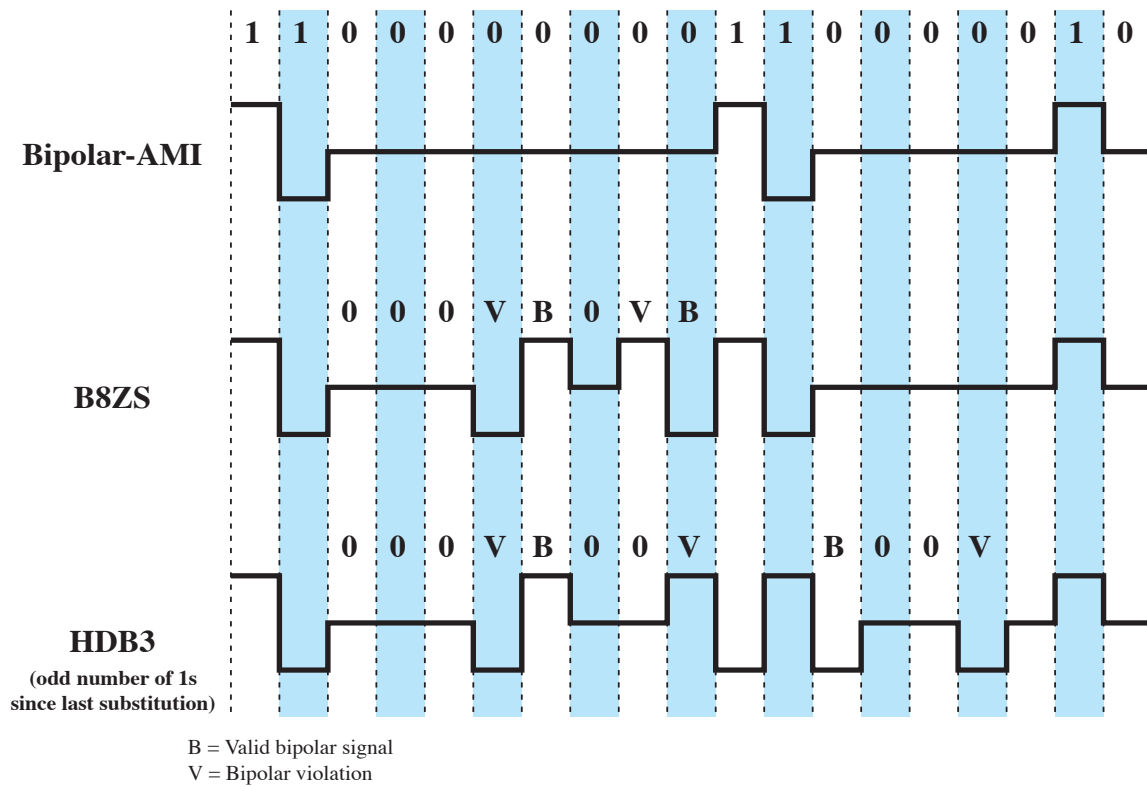 1 1 0 0 0 0 0 0 0 0 1 1 0 0 0 0 0 1 0
Bipolar-AMI
0 0 0 V B 0 V B
B8ZS
0 0 0 V B 0 0 V B 0 0 V
HDB3
(odd number of 1s
since last substitution)
B = Valid bipolar signal
V = Bipolar violation